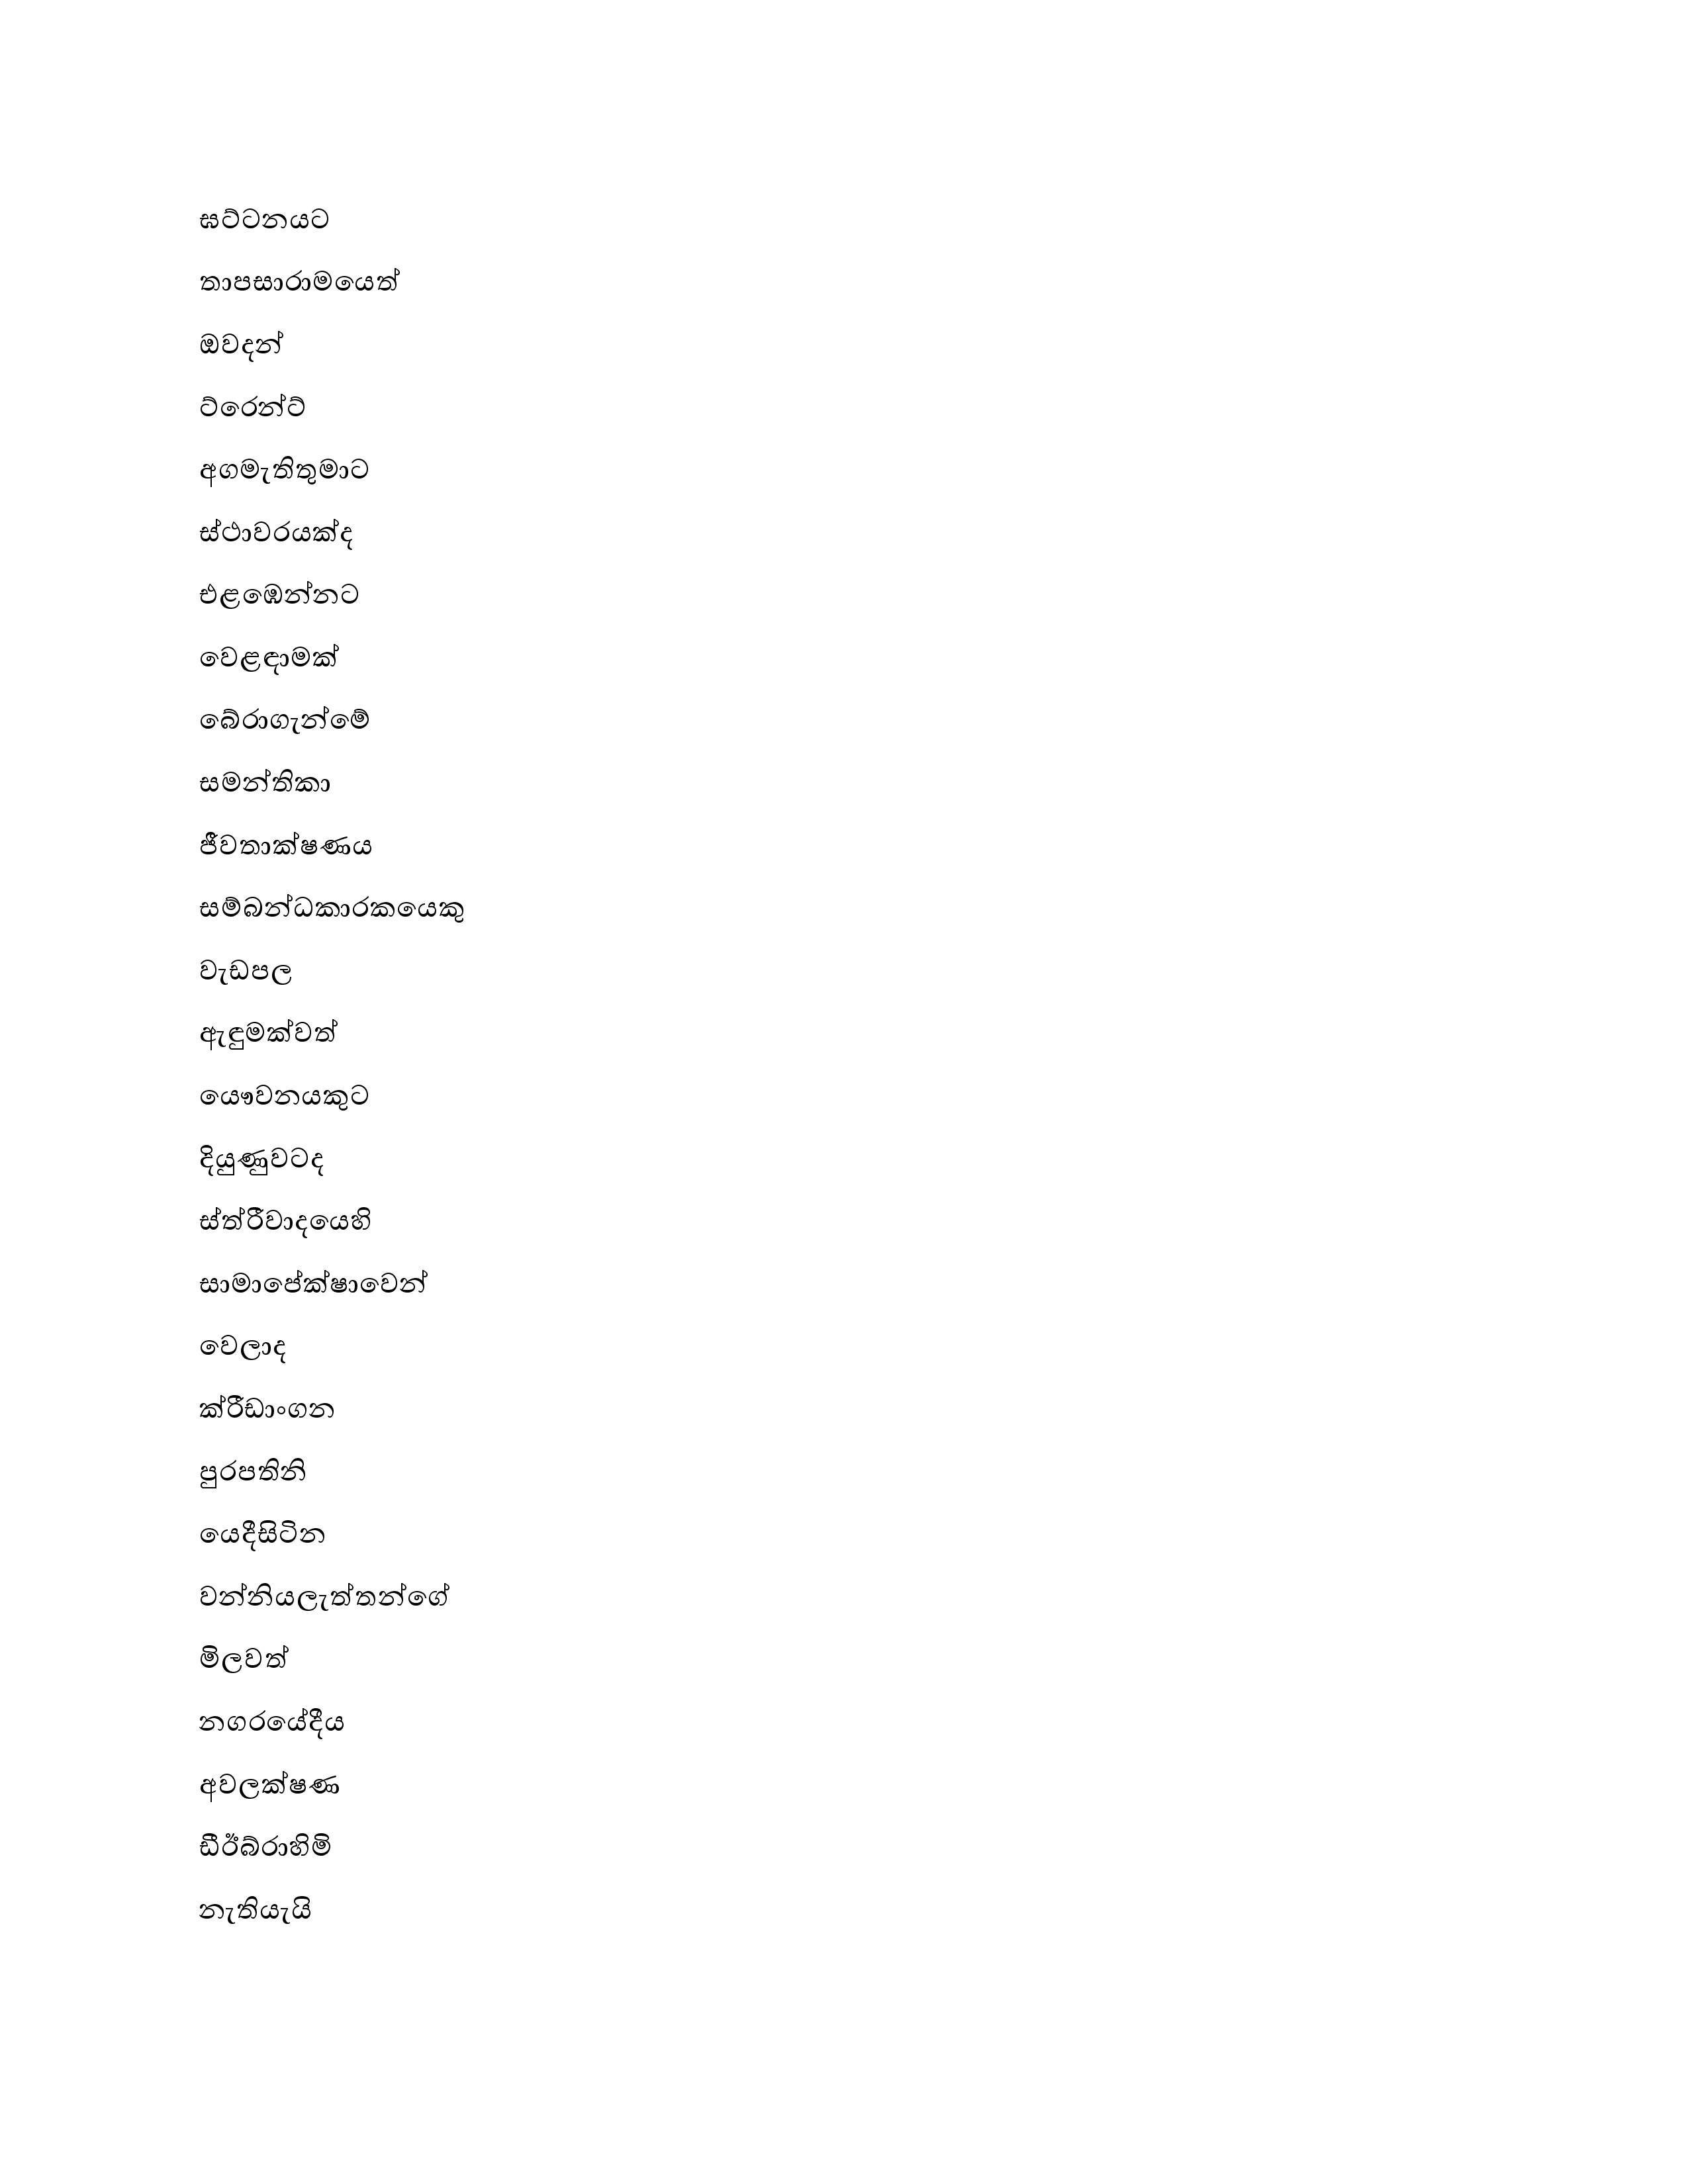 ඝට්ටනයට
තාපසාරාමයෙත්
ඔවදන්
ට්රෙන්ට්
අගමැතිතුමාට
ස්ථාවරයක්ද
එළඹෙන්නට
වෙළඳාමක්
බේරාගැන්මේ
සමන්තිකා
ජීවතාක්ෂණය
සම්බන්ධකාරකයෙකු
වැඩපල
ඇඳුමක්වත්
යෞවනයකුට
දියුණුවටද
ස්ත්රීවාදයෙහි
සාමාපේක්ෂාවෙන්
වෙලාද
ක්රීඩාංගන
පුරපතිනි
යෙදීසිටින
වන්නියලැත්තන්ගේ
මිලවත්
නගරයේදීය
අවලක්ෂණ
ඩීර්බ්රාහිමි
නැතියැයි